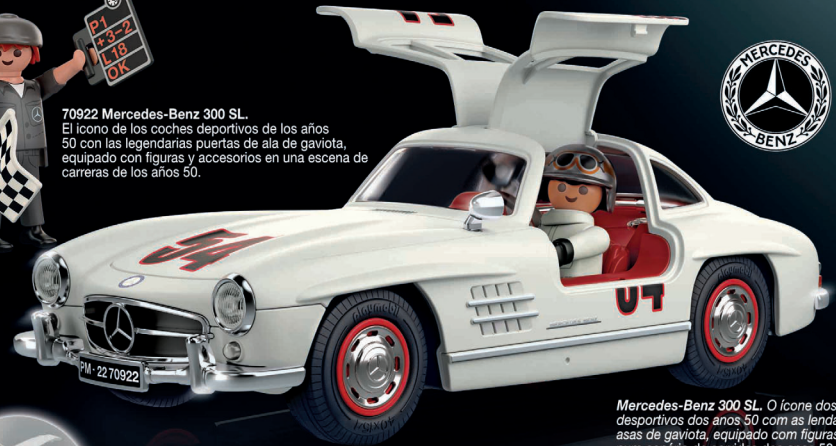 P1
+3-2
L18
OK
70922 Mercedes-Benz 300 SL.
El icono de los coches deportivos de los años
50 con las legendarias puertas de ala de gaviota,
equipado con figuras y accesorios en una escena de
carreras de los años 50.
MERCEDES
BENZ
54
playmobil
PM-22 70922
Mercedes-Benz 300 SL. O ícone dos
desportivos dos anos 50 com as lenda
asas de gaviota, equipado com figuras